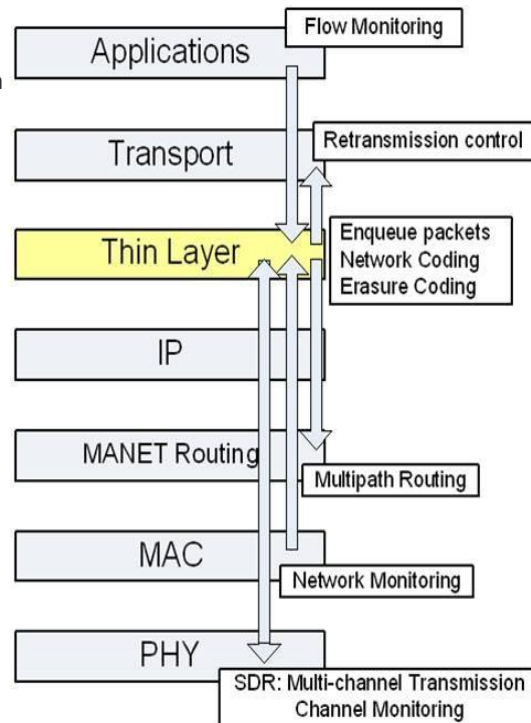 Flow Monitoring
Applications
n
Transport
Retransmission control
Thin Layer
Enqueue packets
Network Coding
Erasure Coding
IP
MANET Routing
Multipath Routing
MAC
Network Monitoring
PHY
SDR: Multi-channel Transmission
Channel Monitoring